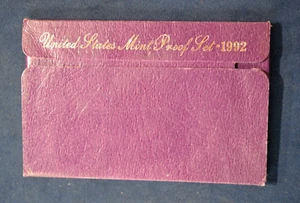 United States Mint Proof Set • 1992